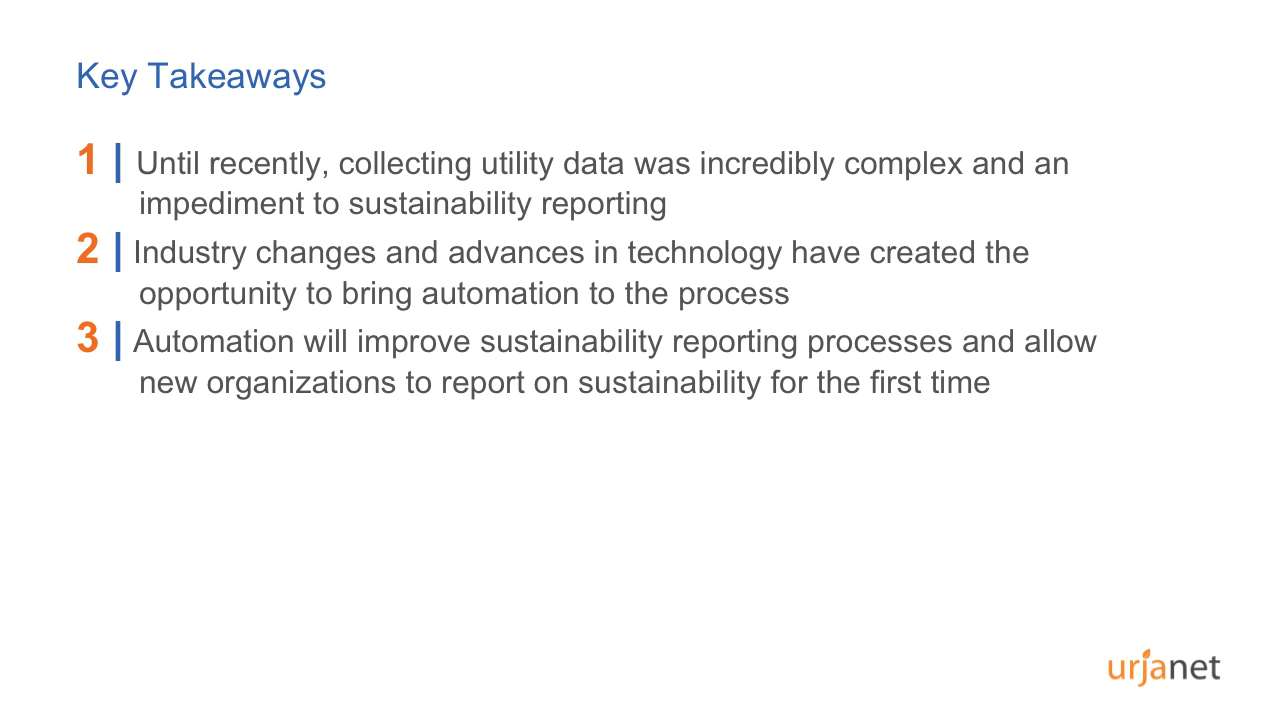 Key Takeaways
1 | Until recently, collecting utility data was incredibly complex and an
impediment to sustainability reporting
2 | Industry changes and advances in technology have created the
opportunity to bring automation to the process
3 | Automation will improve sustainability reporting processes and allow
new organizations to report on sustainability for the first time
urjanet